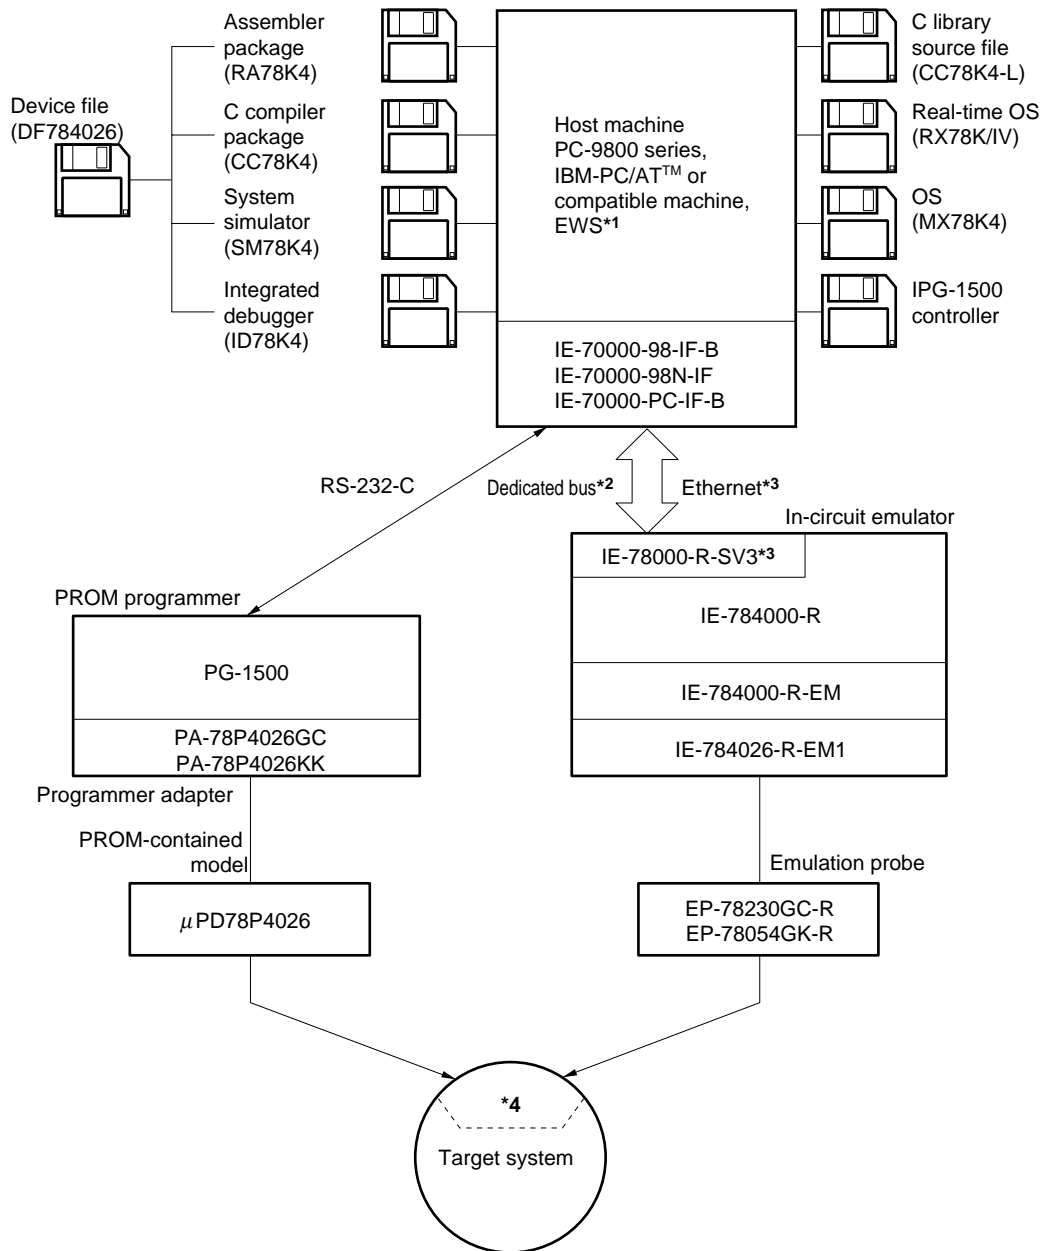 Device file
(DF784026)
Assembler
package
(RA78K4)
C compiler
package
(CC78K4)
System
simulator
(SM78K4)
Integrated
debugger
(ID78K4)
Host machine
PC-9800 series,
IBM-PC/AT™ or
compatible machine,
EWS*1
IE-70000-98-IF-B
IE-70000-98N-IF
IE-70000-PC-IF-B
C library
source file
(CC78K4-L)
Real-time OS
(RX78K/IV)
OS
(MX78K4)
IPG-1500
controller
RS-232-C
Dedicated bus*2
Ethernet*3
In-circuit emulator
IE-78000-R-SV3*3
IE-784000-R
IE-784000-R-EM
IE-784026-R-EM1
PROM programmer
PG-1500
PA-78P4026GC
PA-78P4026KK
Programmer adapter
PROM-contained
model
μPD78P4026
Emulation probe
EP-78230GC-R
EP-78054GK-R
*4
Target system